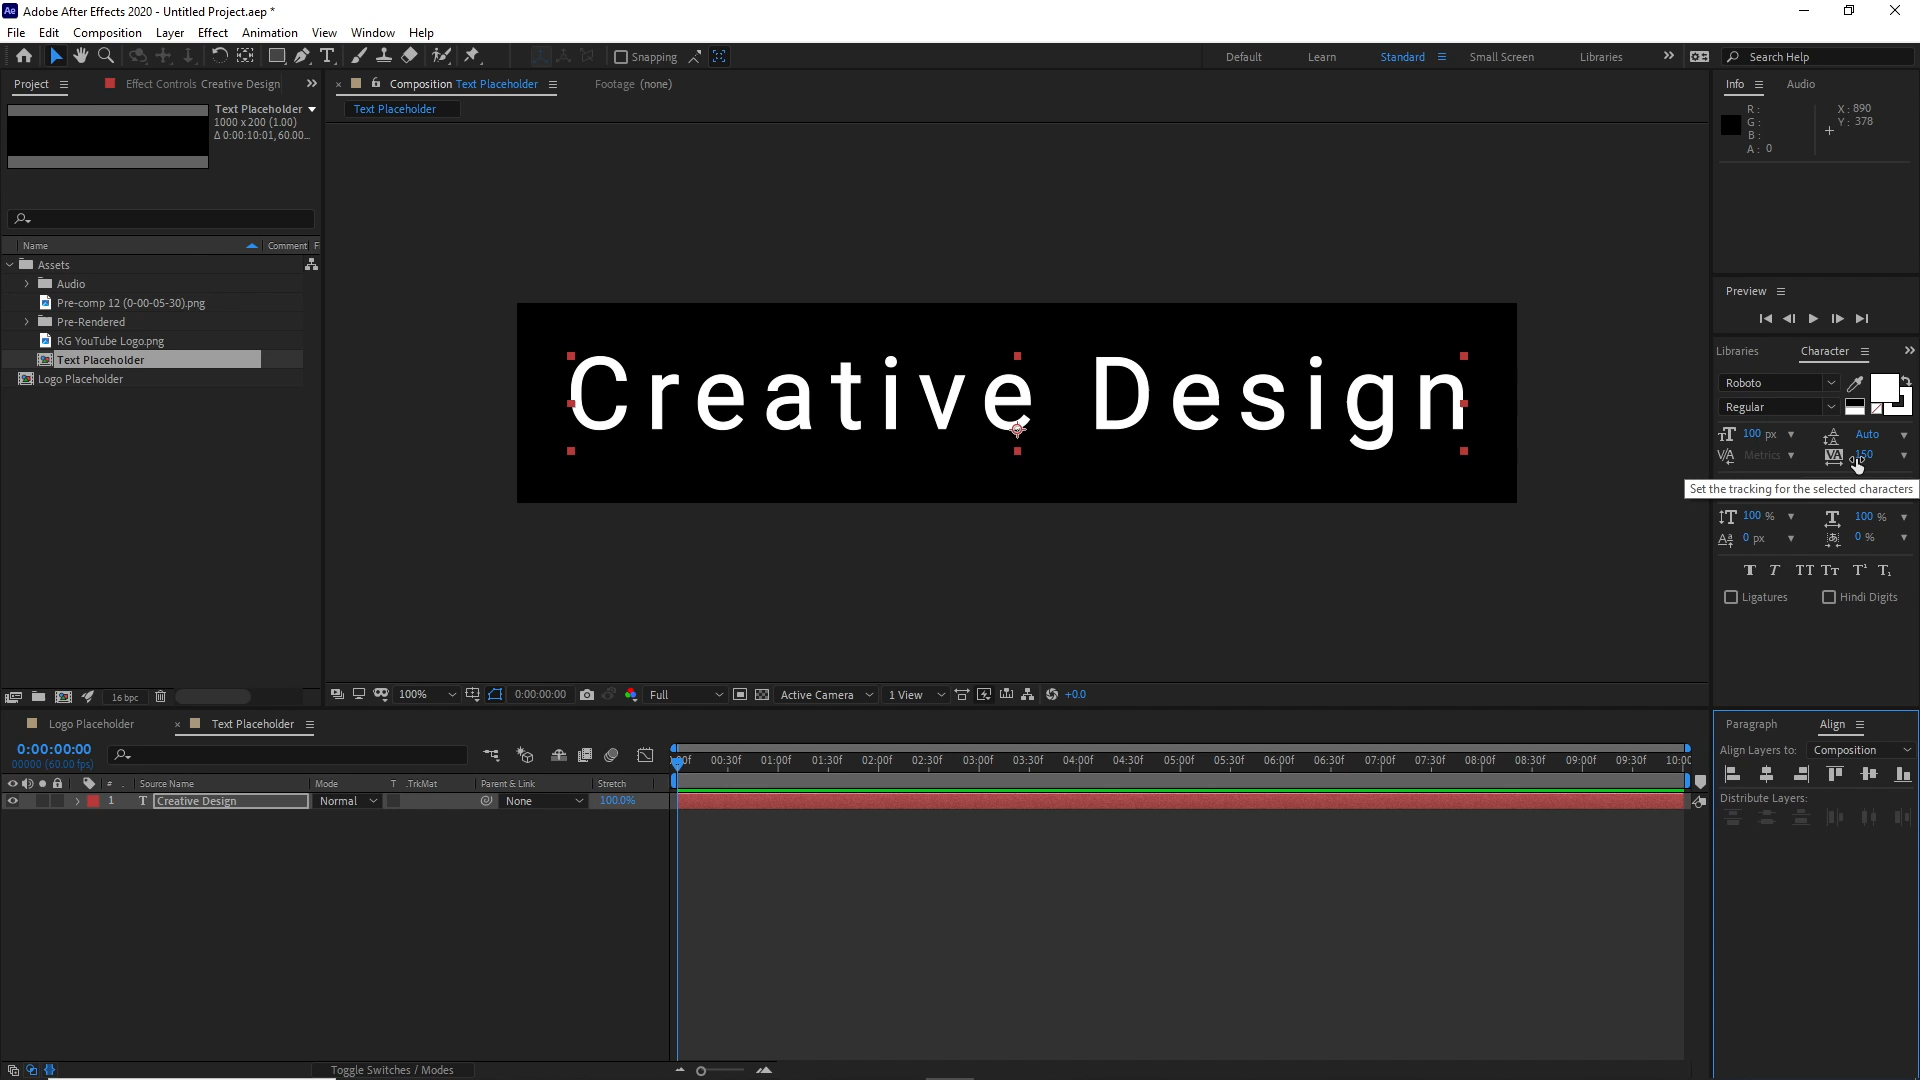 Ae Adobe After Effects 2020 - Untitled Project.aep *
File Edit Composition Layer Effect Animation View Window Help
Snapping Default Learn Standard Small Screen Libraries Search Help
Project Effect Controls Creative Design
Text Placeholder
1000 x 200 (1.00)
Δ 0:00:10:01, 60.00...
Name Comment F
Assets
Audio
Pre-comp 12 (0-00-05-30).png
Pre-Rendered
RG YouTube Logo.png
Text Placeholder
Logo Placeholder
16 bpc
Composition Text Placeholder Footage (none)
Text Placeholder
Creative Design
100% 0:00:00:00 Full Active Camera 1 View +0.0
Info Audio
R: X: 890
G: Y: 378
B:
A: 0
Preview
Libraries Character
Roboto
Regular
100 px Auto
Metrics 150
Set the tracking for the selected characters
100 % 100 %
0 px 0 %
Ligatures Hindi Digits
Logo Placeholder Text Placeholder
0:00:00:00
00000 (60.00 fps)
00:30f 01:00f 01:30f 02:00f 02:30f 03:00f 03:30f 04:00f 04:30f 05:00f 05:30f 06:00f 06:30f 07:00f 07:30f 08:00f 08:30f 09:00f 09:30f 10:00
# Source Name Mode T .TrkMat Parent & Link Stretch
1 T Creative Design Normal None 100.0%
Toggle Switches / Modes
Paragraph Align
Align Layers to: Composition
Distribute Layers: